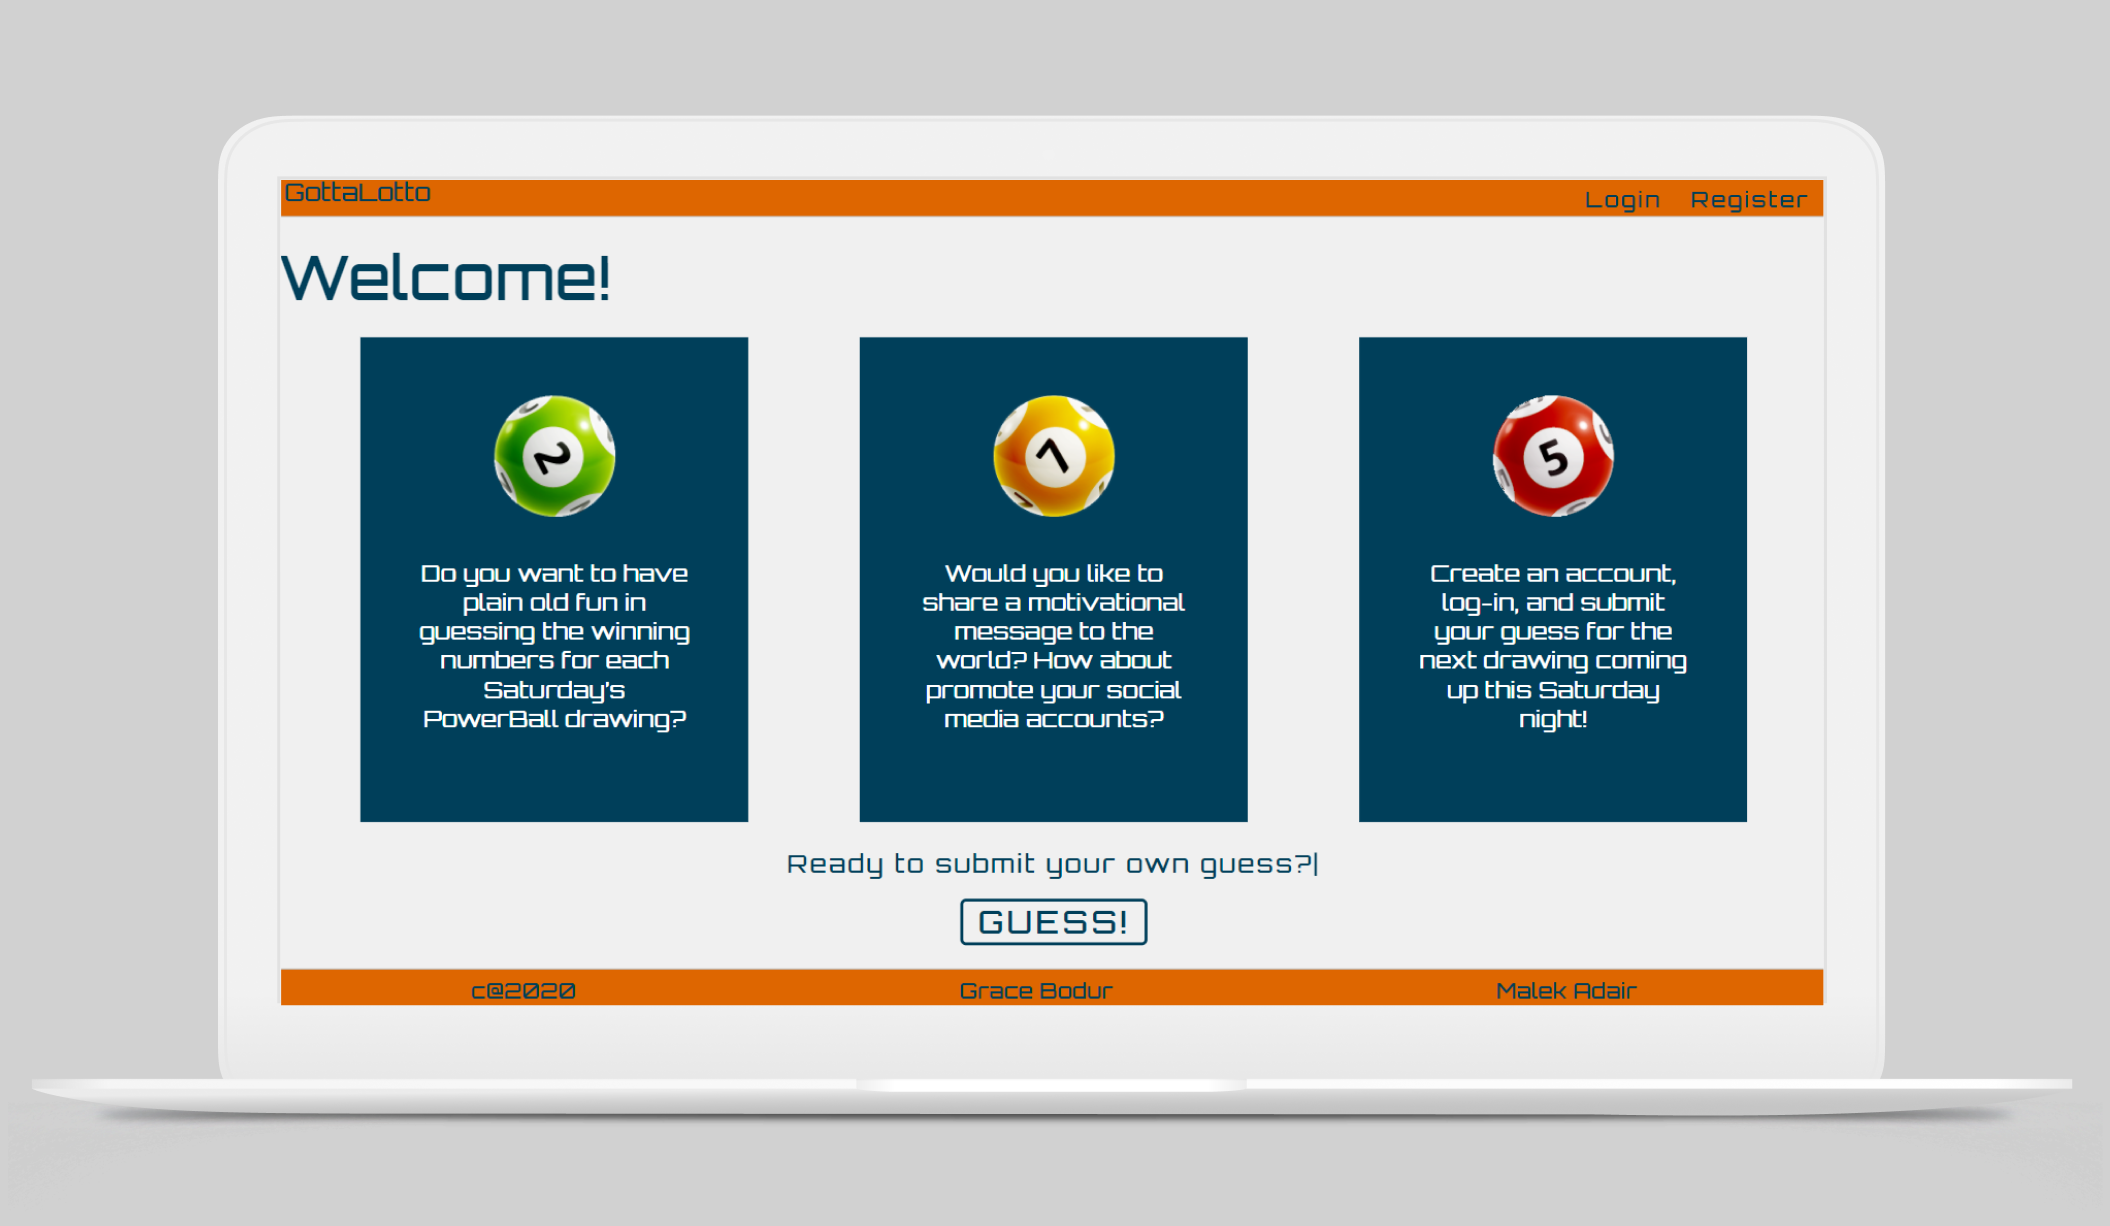 GottaLotto
Login Register
Welcome!
2
Do you want to have
plain old fun in
guessing the winning
numbers for each
Saturday's
PowerBall drawing?
7
Would you like to
share a motivational
message to the
world? How about
promote your social
media accounts?
5
Create an account,
log-in, and submit
your guess for the
next drawing coming
up this Saturday
night!
Ready to submit your own guess?|
GUESS!
c@2020 Grace Bodur Malek Adair